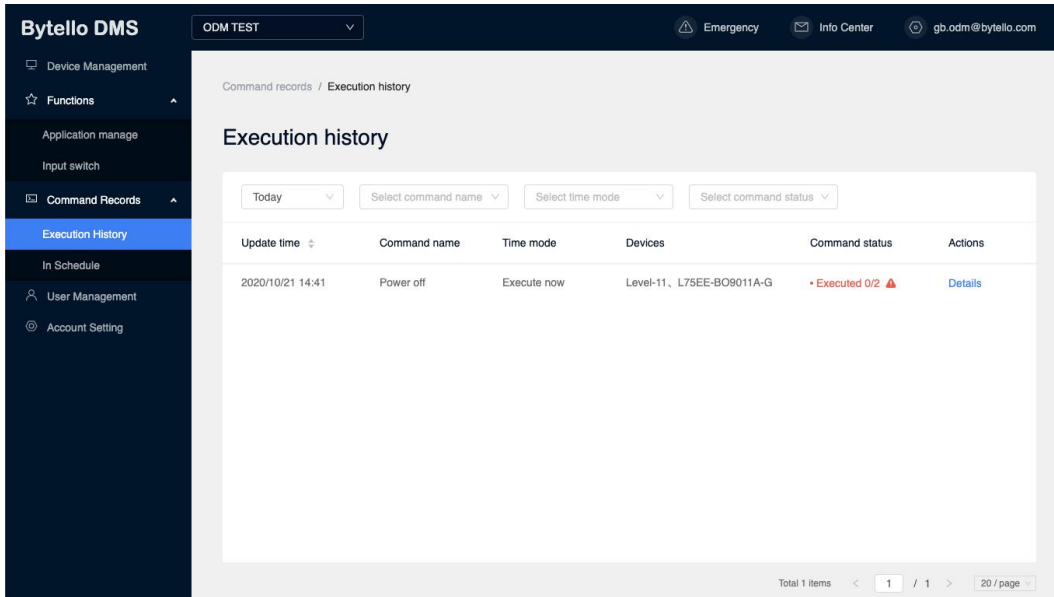 Bytello DMS
ODM TEST
Emergency
Info Center
gb.odm@bytello.com
Device Management
Functions
Application manage
Input switch
Command Records
Execution History
In Schedule
User Management
Account Setting
Command records / Execution history
Execution history
Today
Select command name
Select time mode
Select command status
Update time Command name Time mode Devices Command status Actions
2020/10/21 14:41 Power off Execute now Level-11、L75EE-BO9011A-G • Executed 0/2 Details
Total 1 items < 1 / 1 > 20 / page